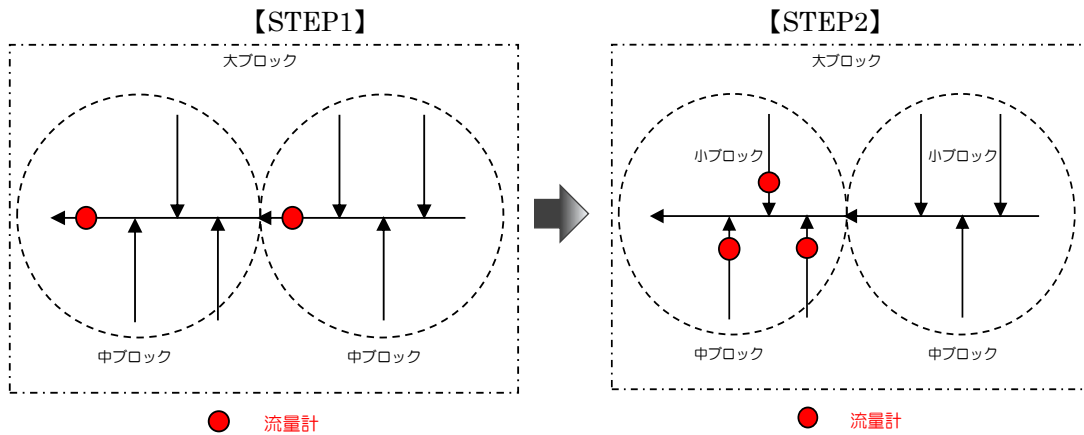 【STEP1】
大ブロック
中ブロック
中ブロック
流量計
【STEP2】
大ブロック
小ブロック
小ブロック
中ブロック
中ブロック
流量計